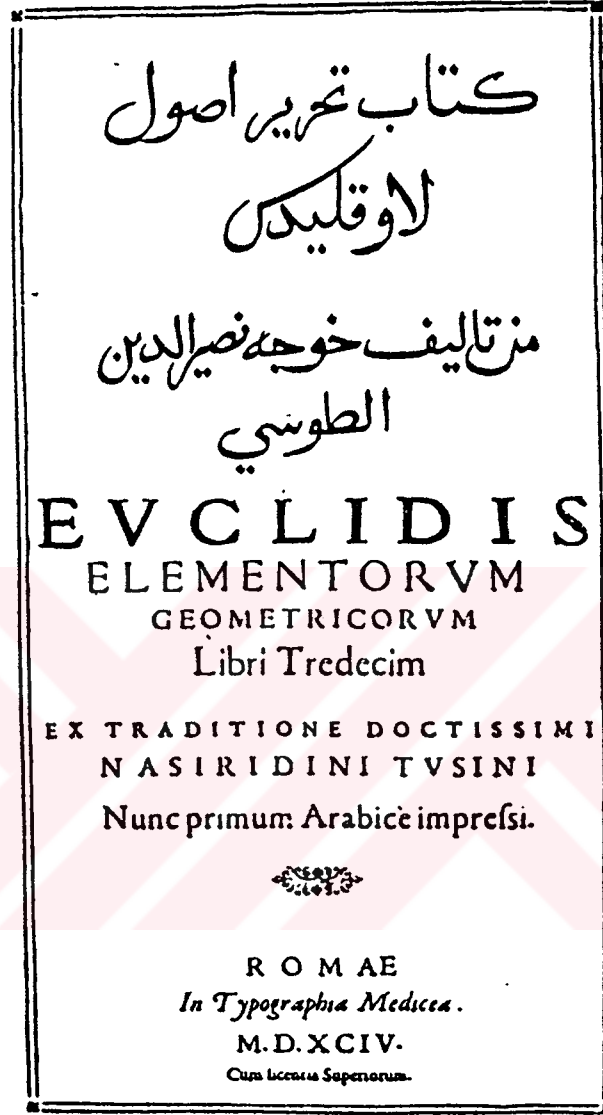 كتاب تحرير اصول
لاوقليدس
من تاليف خوجه نصير الدين
الطوسي
EVCLIDIS
ELEMENTORVM
GEOMETRICORVM
Libri Tredecim
EX TRADITIONE DOCTISSIMI
NASIRIDINI TVSINI
Nunc primum Arabicè impreſsi.
ROMAE
In Typographia Medicea.
M.D.XCIV.
Cum licentia Superiorum.